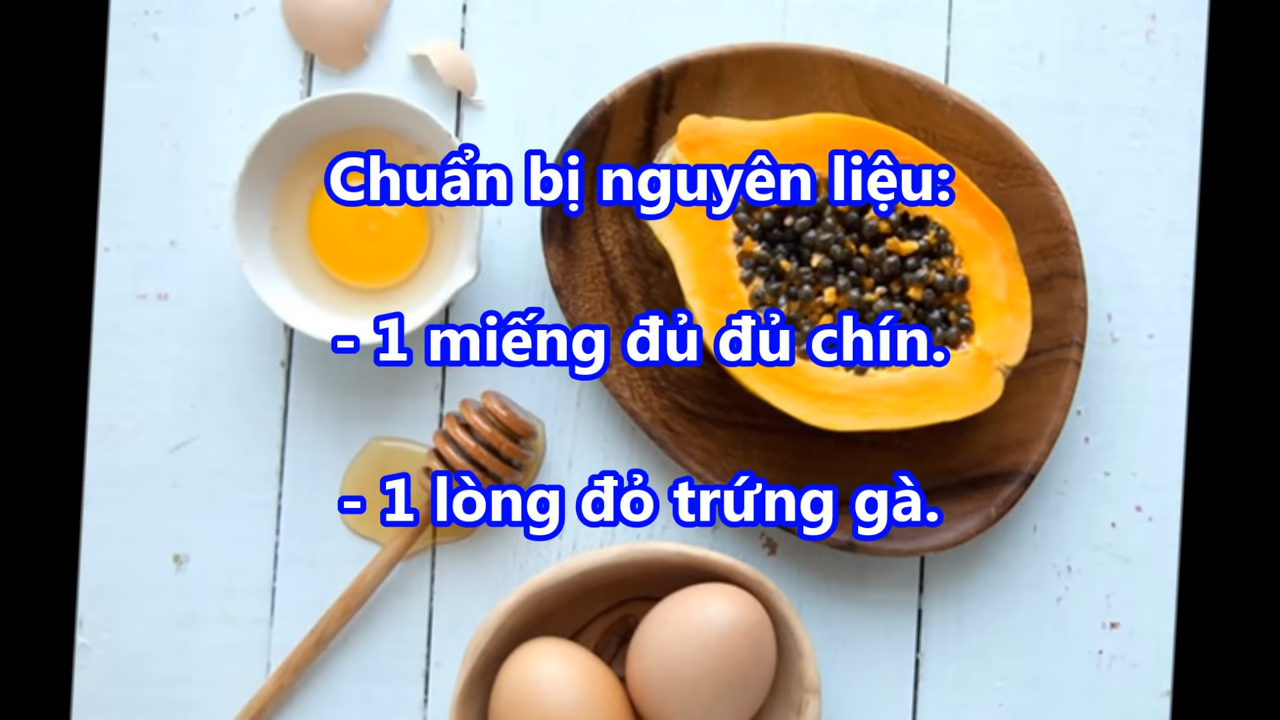 Chuẩn bị nguyên liệu:
- 1 miếng đủ đủ chín.
- 1 lòng đỏ trứng gà.